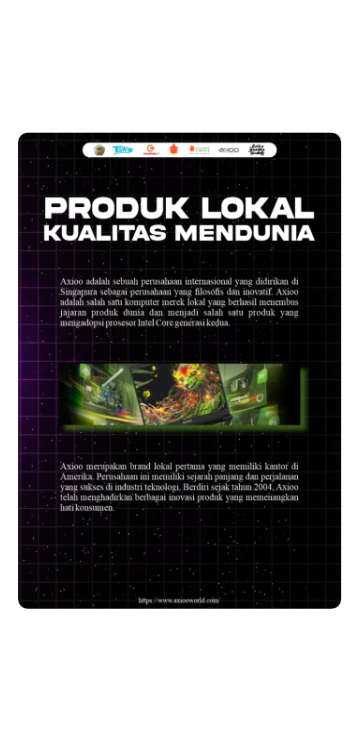 AXIOO
PRODUK LOKAL
KUALITAS MENDUNIA
Axioo adalah sebuah perusahaan internasional yang didirikan di
Singapura sebagai perusahaan yang filosofis dan inovatif. Axioo
adalah salah satu komputer merek lokal yang berhasil menembus
jajaran produk dunia dan menjadi salah satu produk yang
mengadopsi prosesor Intel Core generasi kedua.
Axioo merupakan brand lokal pertama yang memiliki kantor di
Amerika. Perusahaan ini memiliki sejarah panjang dan perjalanan
yang sukses di industri teknologi. Berdiri sejak tahun 2004, Axioo
telah menghadirkan berbagai inovasi produk yang memenangkan
hati konsumen.
https://www.axiooworld.com/